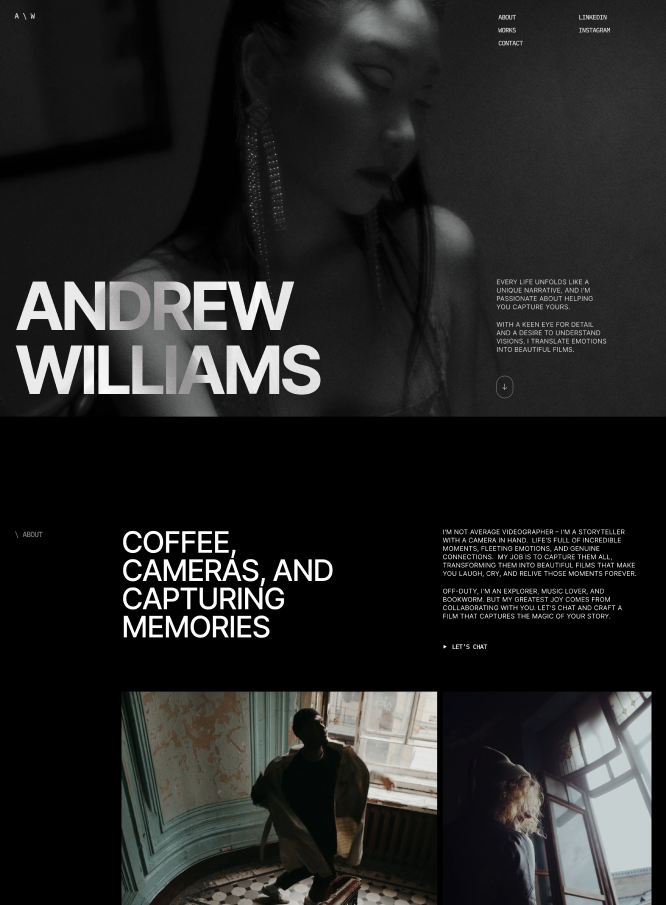 A \ W
ABOUT
WORKS
CONTACT
LINKEDIN
INSTAGRAM
ANDREW
WILLIAMS
EVERY LIFE UNFOLDS LIKE A
UNIQUE NARRATIVE, AND I'M
PASSIONATE ABOUT HELPING
YOU CAPTURE YOURS.
WITH A KEEN EYE FOR DETAIL
AND A DESIRE TO UNDERSTAND
VISIONS, I TRANSLATE EMOTIONS
INTO BEAUTIFUL FILMS.
\ ABOUT
COFFEE,
CAMERAS, AND
CAPTURING
MEMORIES
I'M NOT AVERAGE VIDEOGRAPHER – I'M A STORYTELLER
WITH A CAMERA IN HAND. LIFE'S FULL OF INCREDIBLE
MOMENTS, FLEETING EMOTIONS, AND GENUINE
CONNECTIONS. MY JOB IS TO CAPTURE THEM ALL,
TRANSFORMING THEM INTO BEAUTIFUL FILMS THAT MAKE
YOU LAUGH, CRY, AND RELIVE THOSE MOMENTS FOREVER.
OFF-DUTY, I'M AN EXPLORER, MUSIC LOVER, AND
BOOKWORM. BUT MY GREATEST JOY COMES FROM
COLLABORATING WITH YOU. LET'S CHAT AND CRAFT A
FILM THAT CAPTURES THE MAGIC OF YOUR STORY.
LET'S CHAT